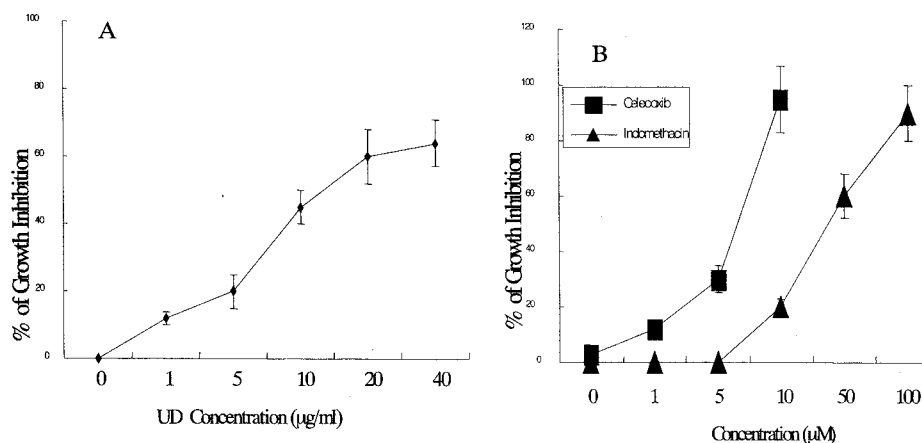 A
100
80
60
40
20
0
% of Growth Inhibition
0 1 5 10 20 40
UD Concentration (µg/ml)
B
Celecoxib
Indomethacin
120
100
80
60
40
20
0
% of Growth Inhibition
0 1 5 10 50 100
Concentration (µM)